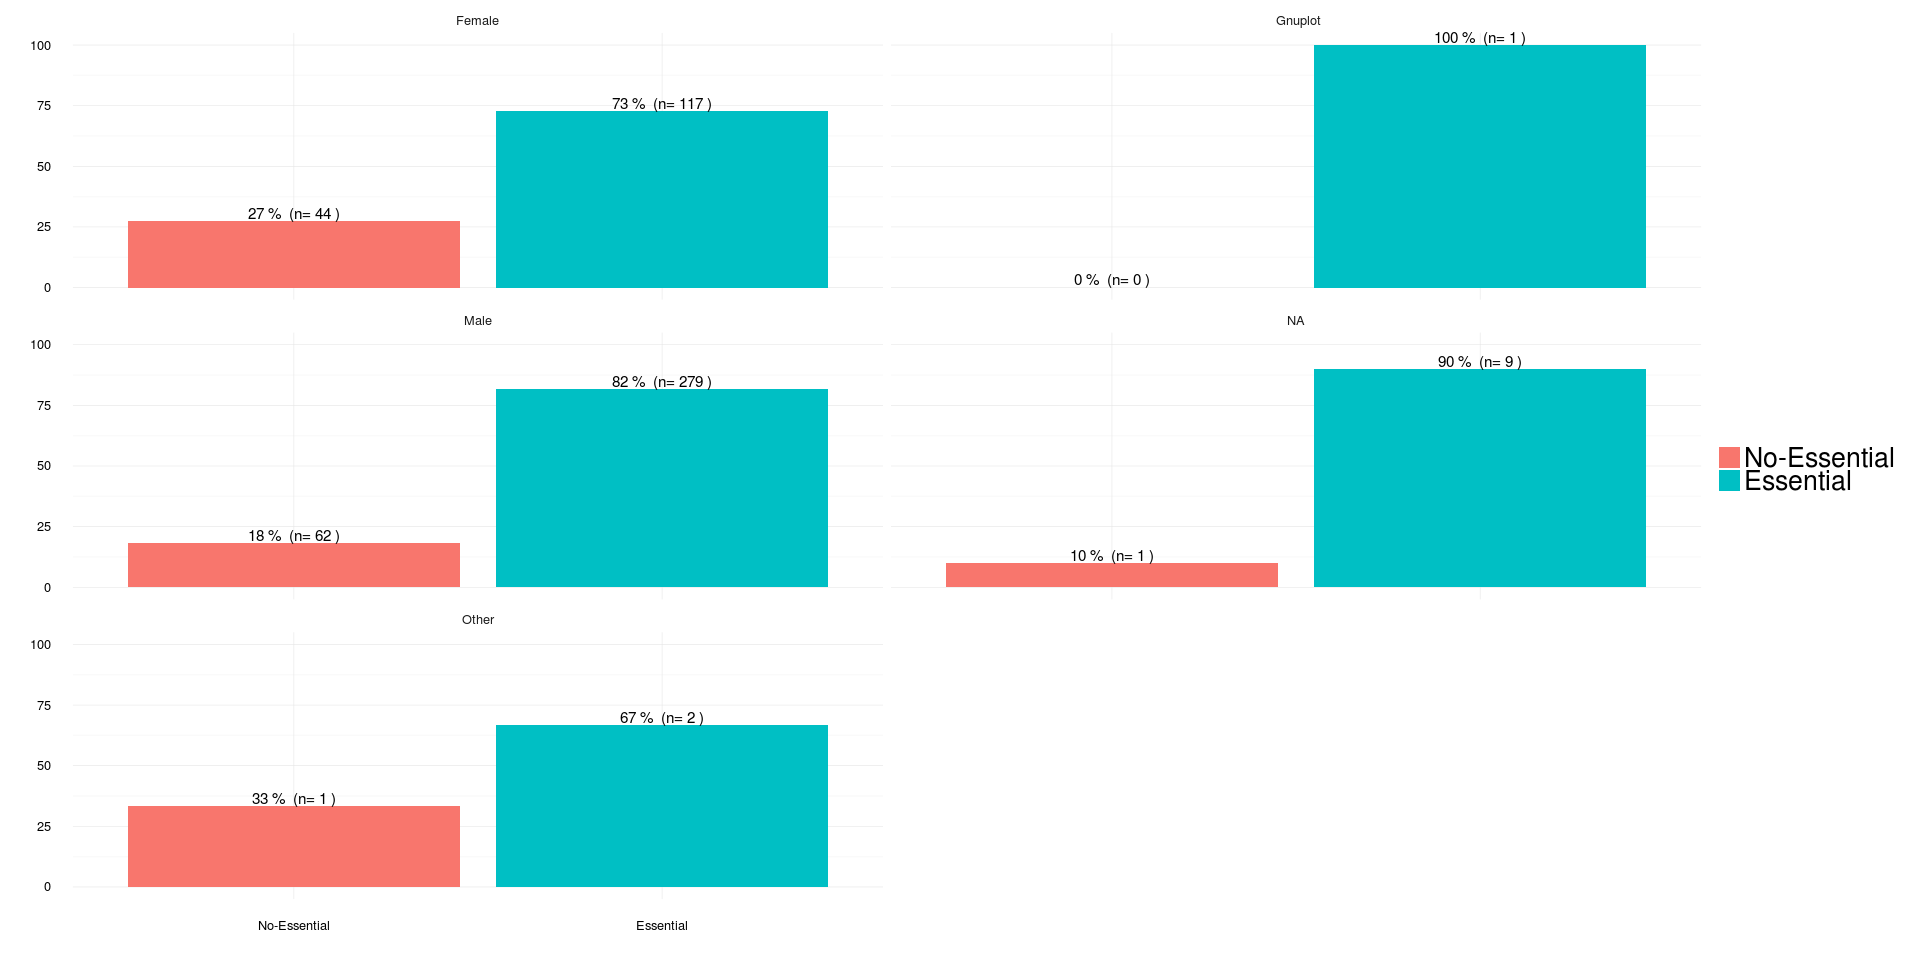 Female
Gnuplot
100
75
50
25
0
27 % (n= 44 )
73 % (n= 117 )
0 % (n= 0 )
100 % (n= 1 )
Male
NA
100
75
50
25
0
18 % (n= 62 )
82 % (n= 279 )
10 % (n= 1 )
90 % (n= 9 )
Other
100
75
50
25
0
33 % (n= 1 )
67 % (n= 2 )
No-Essential
Essential
No-Essential
Essential